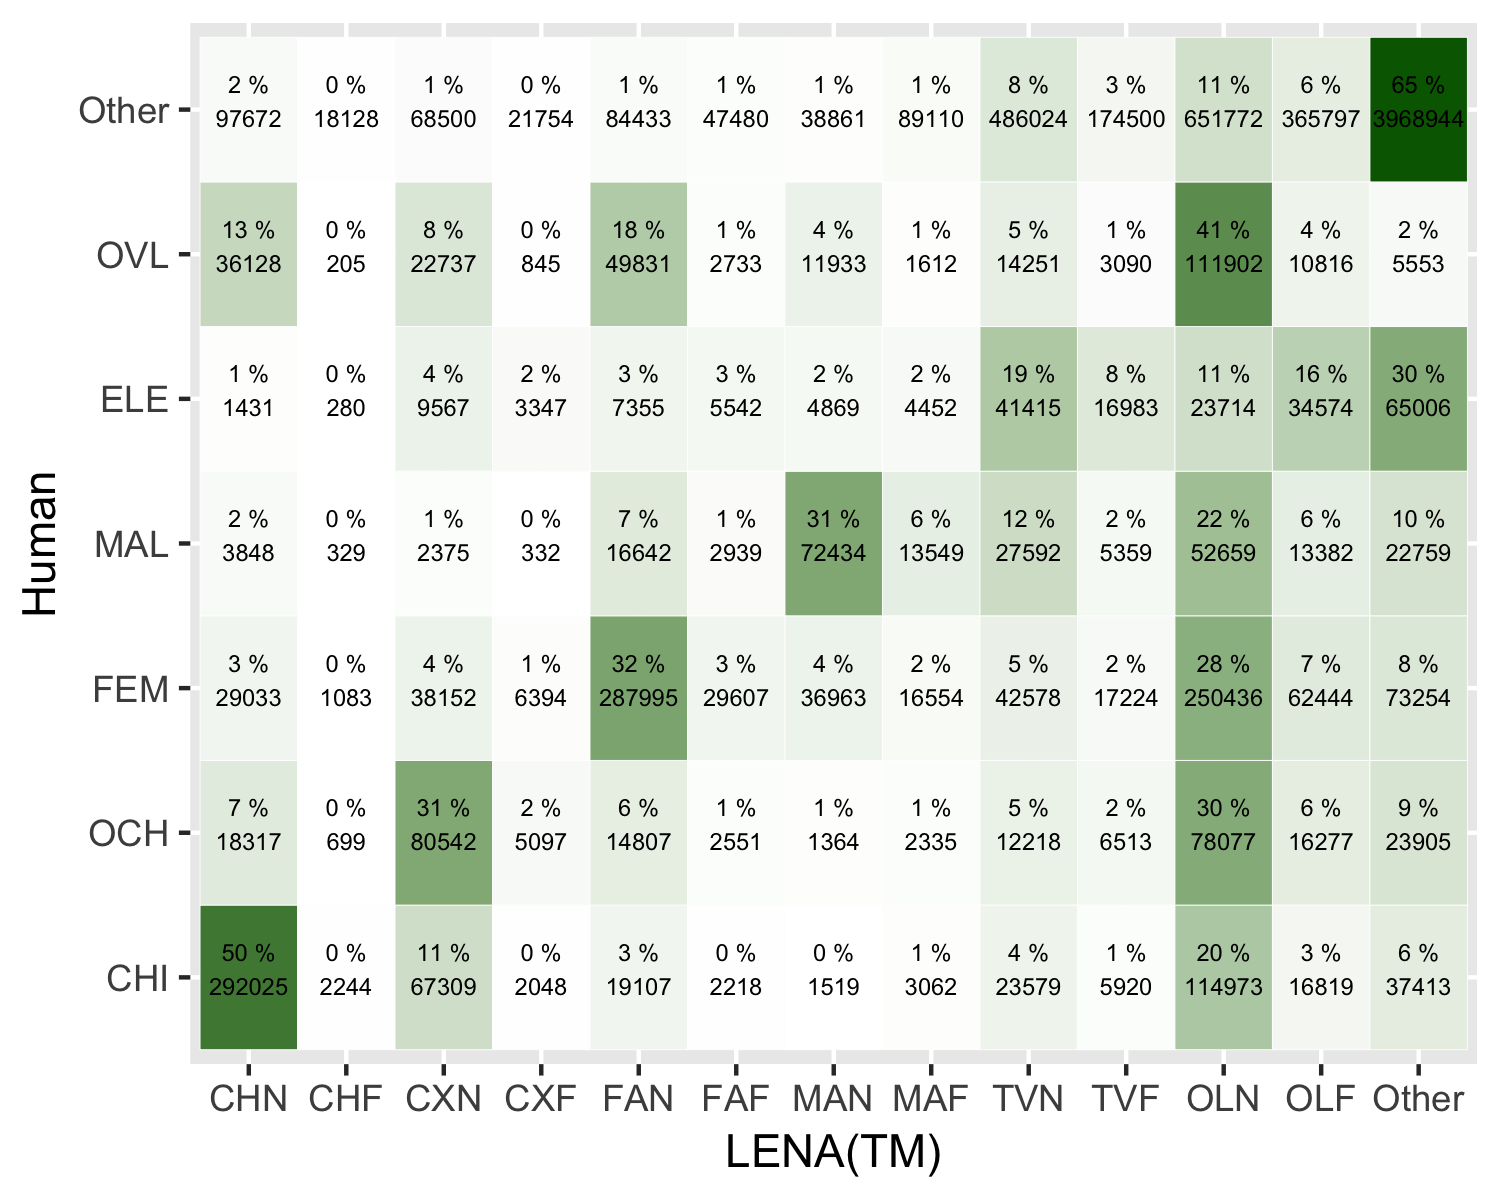 Human
Other
2 % 0 % 1 % 0 % 1 % 1 % 1 % 1 % 8 % 3 % 11 % 6 % 65 %
97672 18128 68500 21754 84433 47480 38861 89110 486024 174500 651772 365797 3968944
OVL
13 % 0 % 8 % 0 % 18 % 1 % 4 % 1 % 5 % 1 % 41 % 4 % 2 %
36128 205 22737 845 49831 2733 11933 1612 14251 3090 111902 10816 5553
ELE
1 % 0 % 4 % 2 % 3 % 3 % 2 % 2 % 19 % 8 % 11 % 16 % 30 %
1431 280 9567 3347 7355 5542 4869 4452 41415 16983 23714 34574 65006
MAL
2 % 0 % 1 % 0 % 7 % 1 % 31 % 6 % 12 % 2 % 22 % 6 % 10 %
3848 329 2375 332 16642 2939 72434 13549 27592 5359 52659 13382 22759
FEM
3 % 0 % 4 % 1 % 32 % 3 % 4 % 2 % 5 % 2 % 28 % 7 % 8 %
29033 1083 38152 6394 287995 29607 36963 16554 42578 17224 250436 62444 73254
OCH
7 % 0 % 31 % 2 % 6 % 1 % 1 % 1 % 5 % 2 % 30 % 6 % 9 %
18317 699 80542 5097 14807 2551 1364 2335 12218 6513 78077 16277 23905
CHI
50 % 0 % 11 % 0 % 3 % 0 % 0 % 1 % 4 % 1 % 20 % 3 % 6 %
292025 2244 67309 2048 19107 2218 1519 3062 23579 5920 114973 16819 37413
CHN CHF CXN CXF FAN FAF MAN MAF TVN TVF OLN OLF Other
LENA(TM)